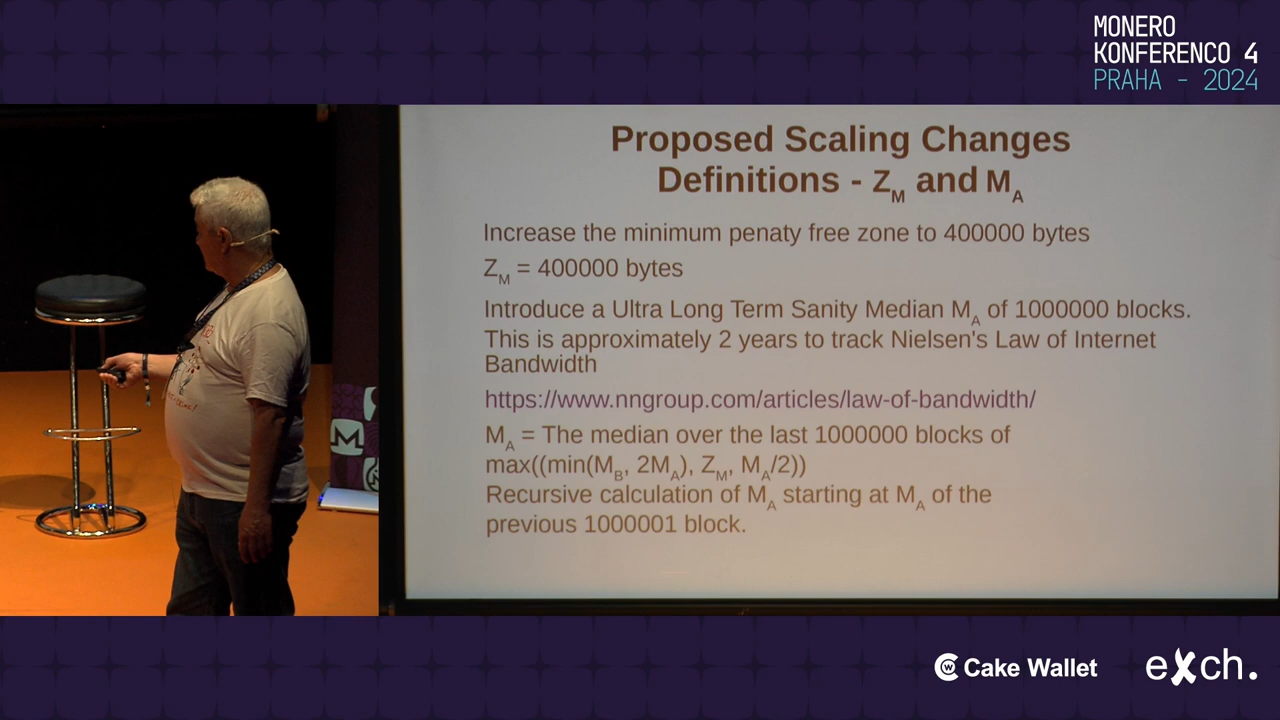 MONERO
KONFERENCO 4
PRAHA - 2024
Proposed Scaling Changes
Definitions - ZM and MA
Increase the minimum penaty free zone to 400000 bytes
ZM = 400000 bytes
Introduce a Ultra Long Term Sanity Median MA of 1000000 blocks.
This is approximately 2 years to track Nielsen's Law of Internet
Bandwidth
https://www.nngroup.com/articles/law-of-bandwidth/
MA = The median over the last 1000000 blocks of
max((min(MB, 2MA), ZM, MA/2))
Recursive calculation of MA starting at MA of the
previous 1000001 block.
Cake Wallet
exch.